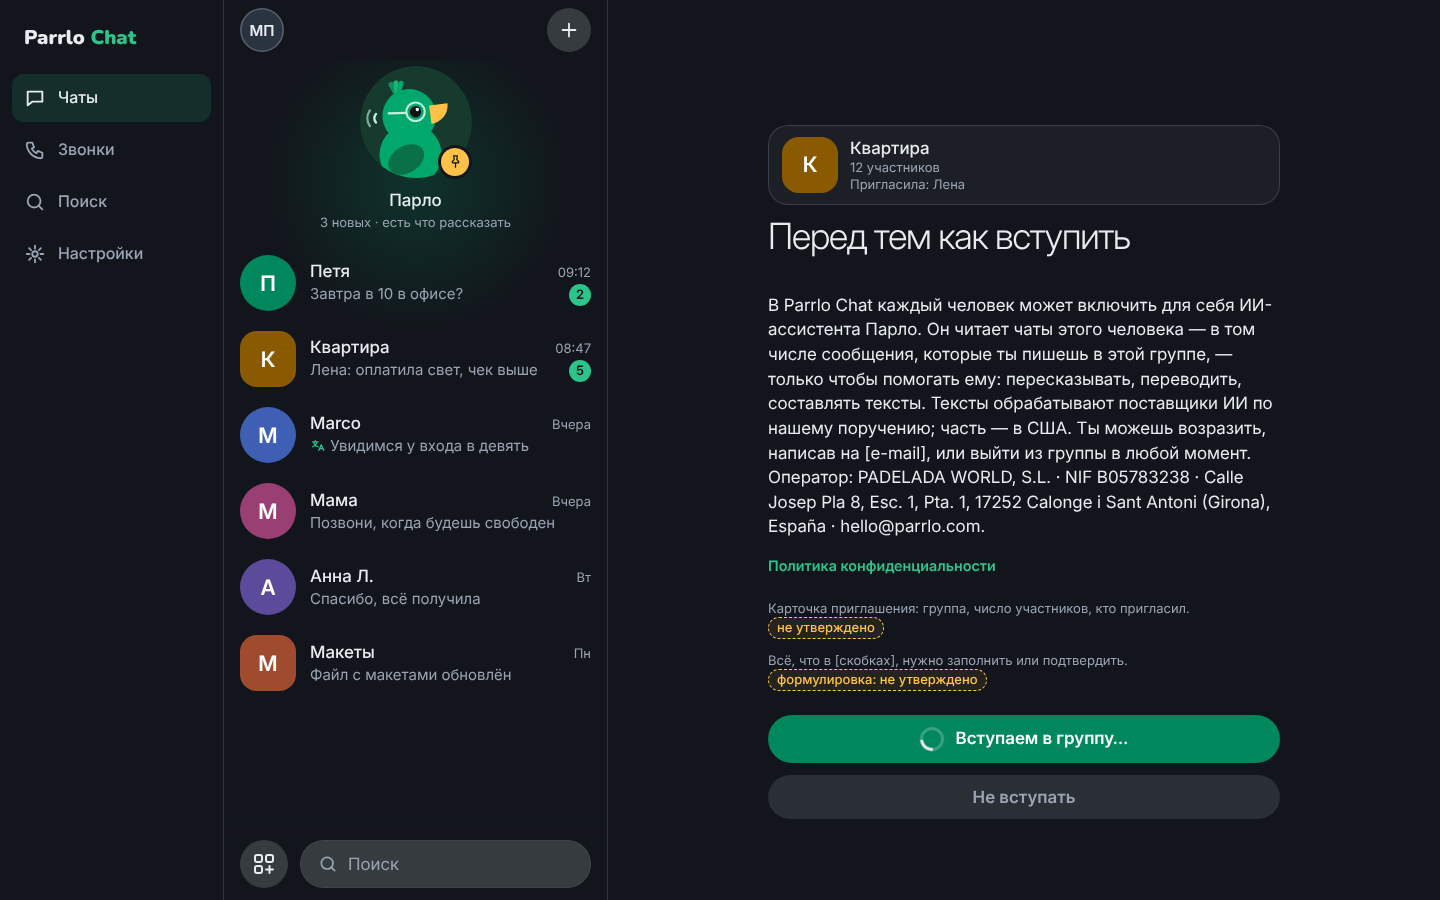 Parrlo Chat
Чаты
Звонки
Поиск
Настройки
МП
Парло
3 новых · есть что рассказать
П
Петя
09:12
Завтра в 10 в офисе?
2
К
Квартира
08:47
Лена: оплатила свет, чек выше
5
M
Marco
Вчера
Увидимся у входа в девять
М
Мама
Вчера
Позвони, когда будешь свободен
А
Анна Л.
Вт
Спасибо, всё получила
М
Макеты
Пн
Файл с макетами обновлён
Поиск
К
Квартира
12 участников
Пригласила: Лена
Перед тем как вступить
В Parrlo Chat каждый человек может включить для себя ИИ-
ассистента Парло. Он читает чаты этого человека — в том
числе сообщения, которые ты пишешь в этой группе, —
только чтобы помогать ему: пересказывать, переводить,
составлять тексты. Тексты обрабатывают поставщики ИИ по
нашему поручению; часть — в США. Ты можешь возразить,
написав на [e-mail], или выйти из группы в любой момент.
Оператор: PADELADA WORLD, S.L. · NIF B05783238 · Calle
Josep Pla 8, Esc. 1, Pta. 1, 17252 Calonge i Sant Antoni (Girona),
España · hello@parrlo.com.
Политика конфиденциальности
Карточка приглашения: группа, число участников, кто пригласил.
не утверждено
Всё, что в [скобках], нужно заполнить или подтвердить.
формулировка: не утверждено
Вступаем в группу...
Не вступать